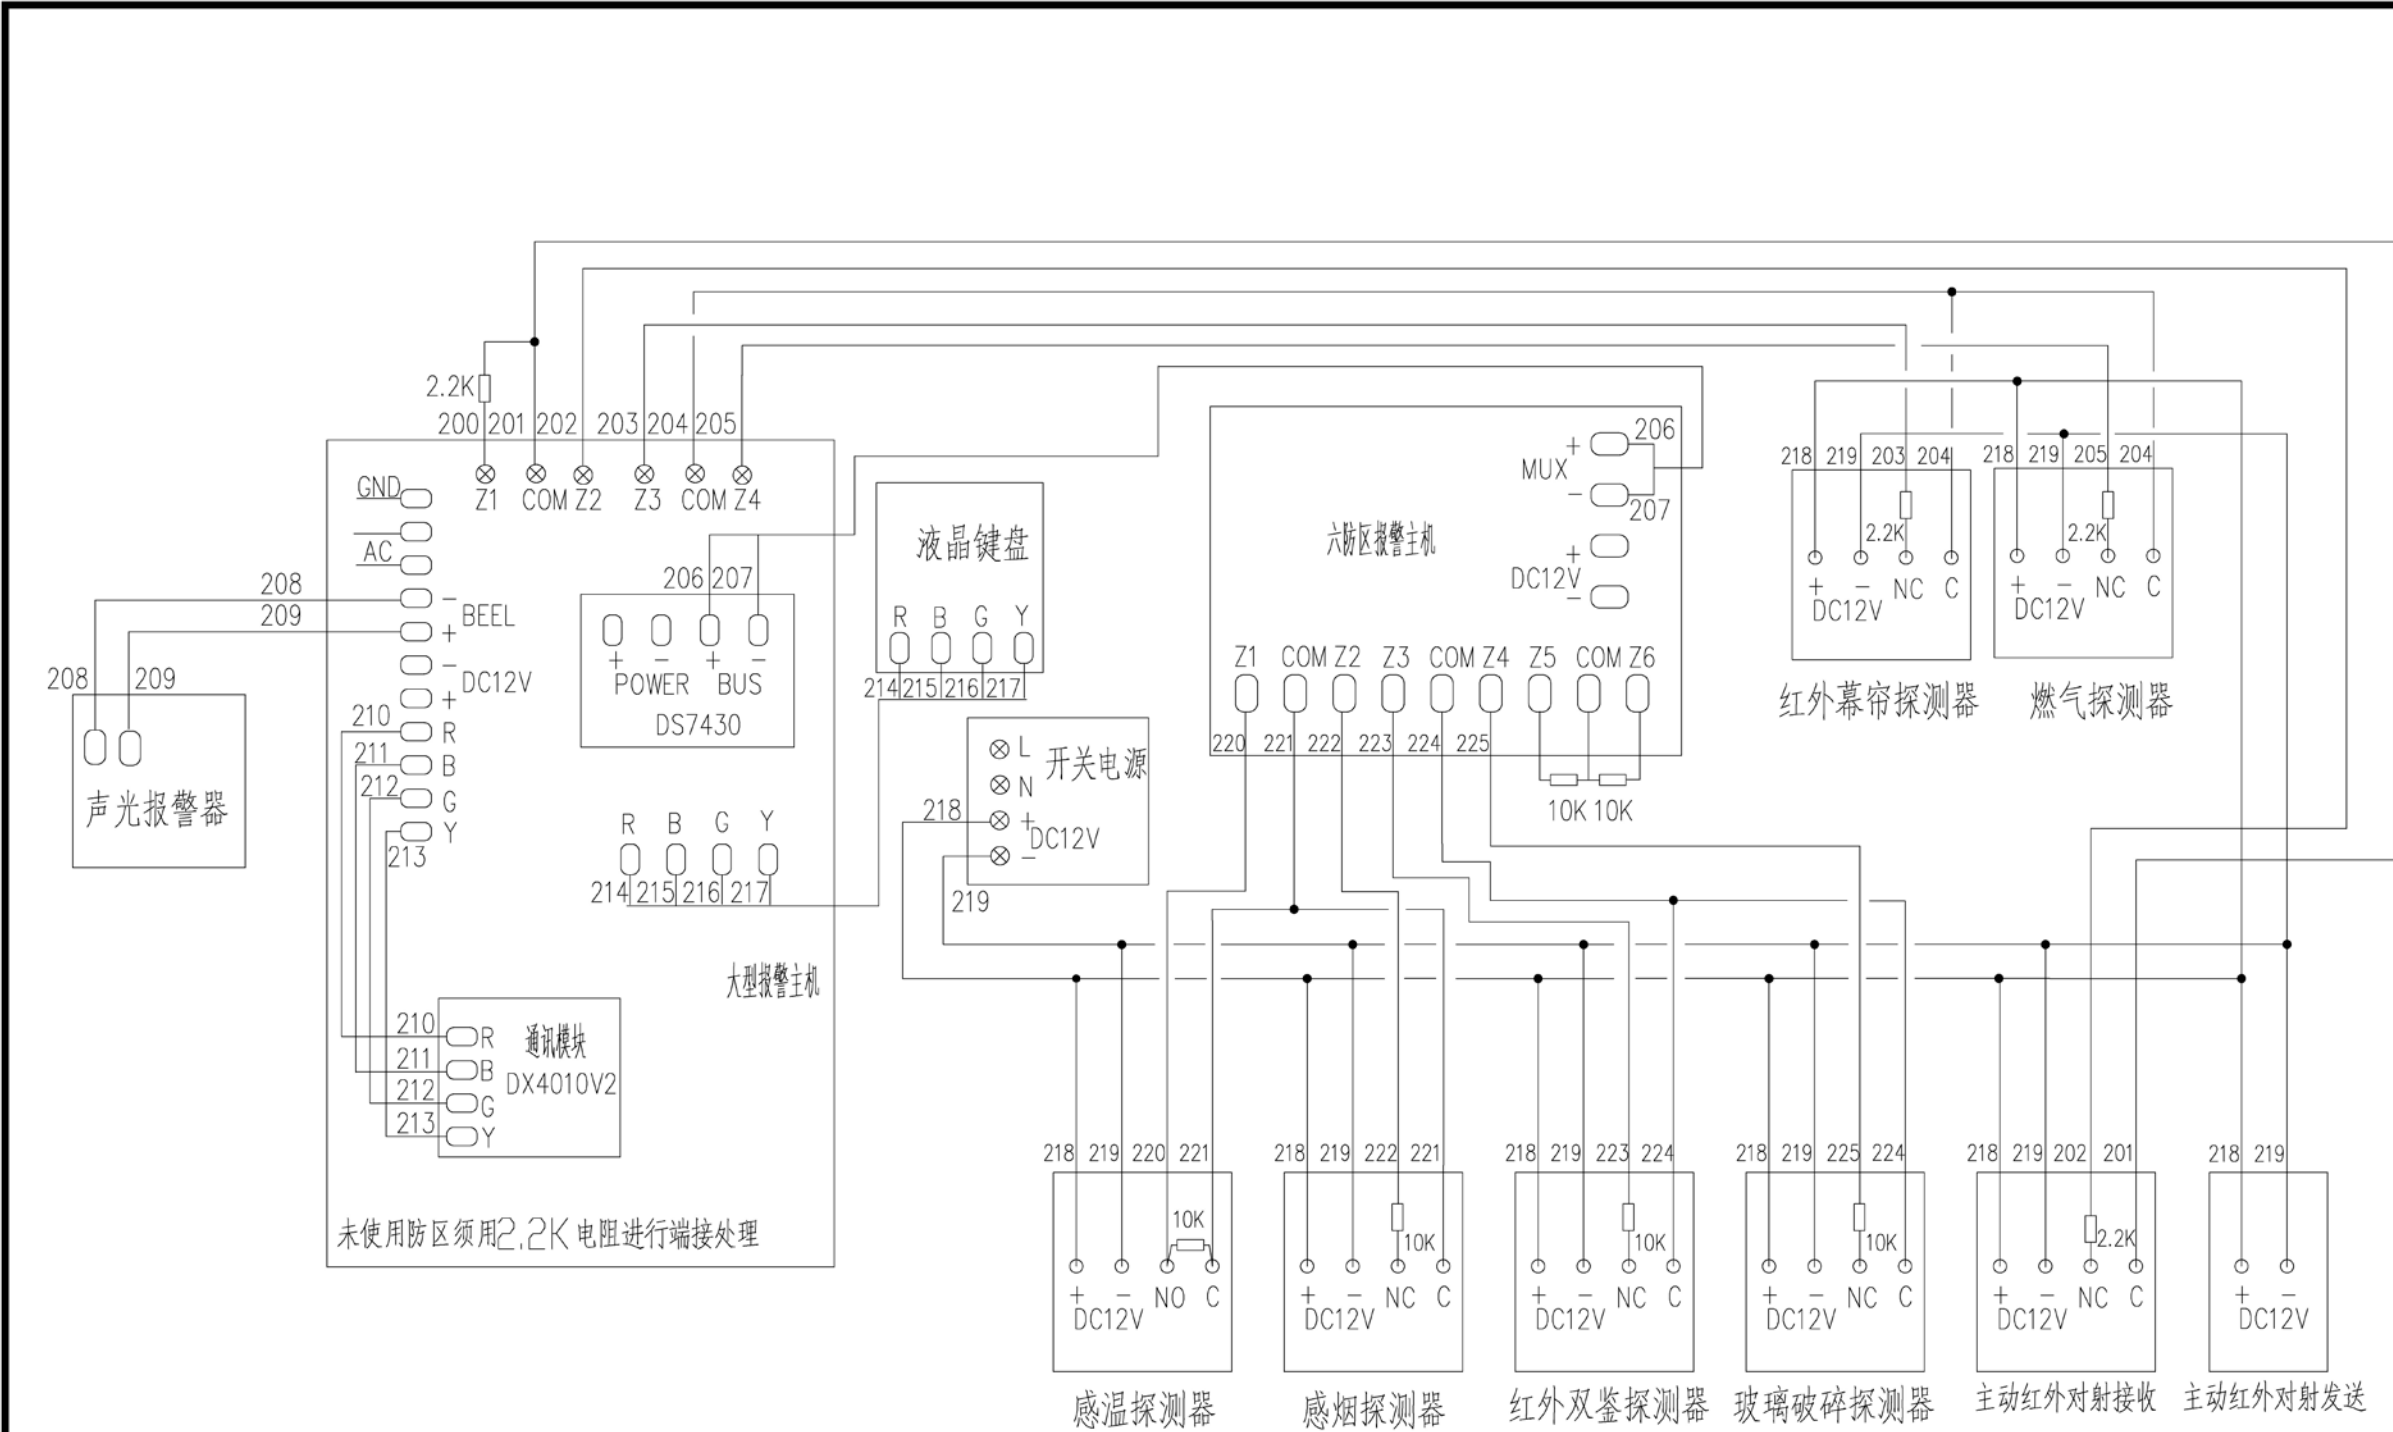 2.2K
200 201 202 203 204 205
Z1 COM Z2 Z3 COM Z4
GND
AC
208
209
- BEEL
+
- DC12V
+
210 R
211 B
212 G
213 Y
208 209
声光报警器
206 207
+ - + -
POWER BUS
DS7430
R B G Y
214 215 216 217
大型报警主机
210 R
211 B
212 G
213 Y
通讯模块
DX4010V2
未使用防区须用2.2K电阻进行端接处理
液晶键盘
R B G Y
214 215 216 217
L 开关电源
N
218 +
DC12V
-
219
206
+
MUX
-
207
六防区报警主机
+
DC12V
-
Z1 COM Z2 Z3 COM Z4 Z5 COM Z6
220 221 222 223 224 225
10K 10K
218 219 203 204
2.2K
+ - NC C
DC12V
红外幕帘探测器
218 219 205 204
2.2K
+ - NC C
DC12V
燃气探测器
218 219 220 221
10K
+ - NO C
DC12V
感温探测器
218 219 222 221
10K
+ - NC C
DC12V
感烟探测器
218 219 223 224
10K
+ - NC C
DC12V
红外双鉴探测器
218 219 225 224
10K
+ - NC C
DC12V
玻璃破碎探测器
218 219 202 201
2.2K
+ - NC C
DC12V
主动红外对射接收
218 219
+ -
DC12V
主动红外对射发送